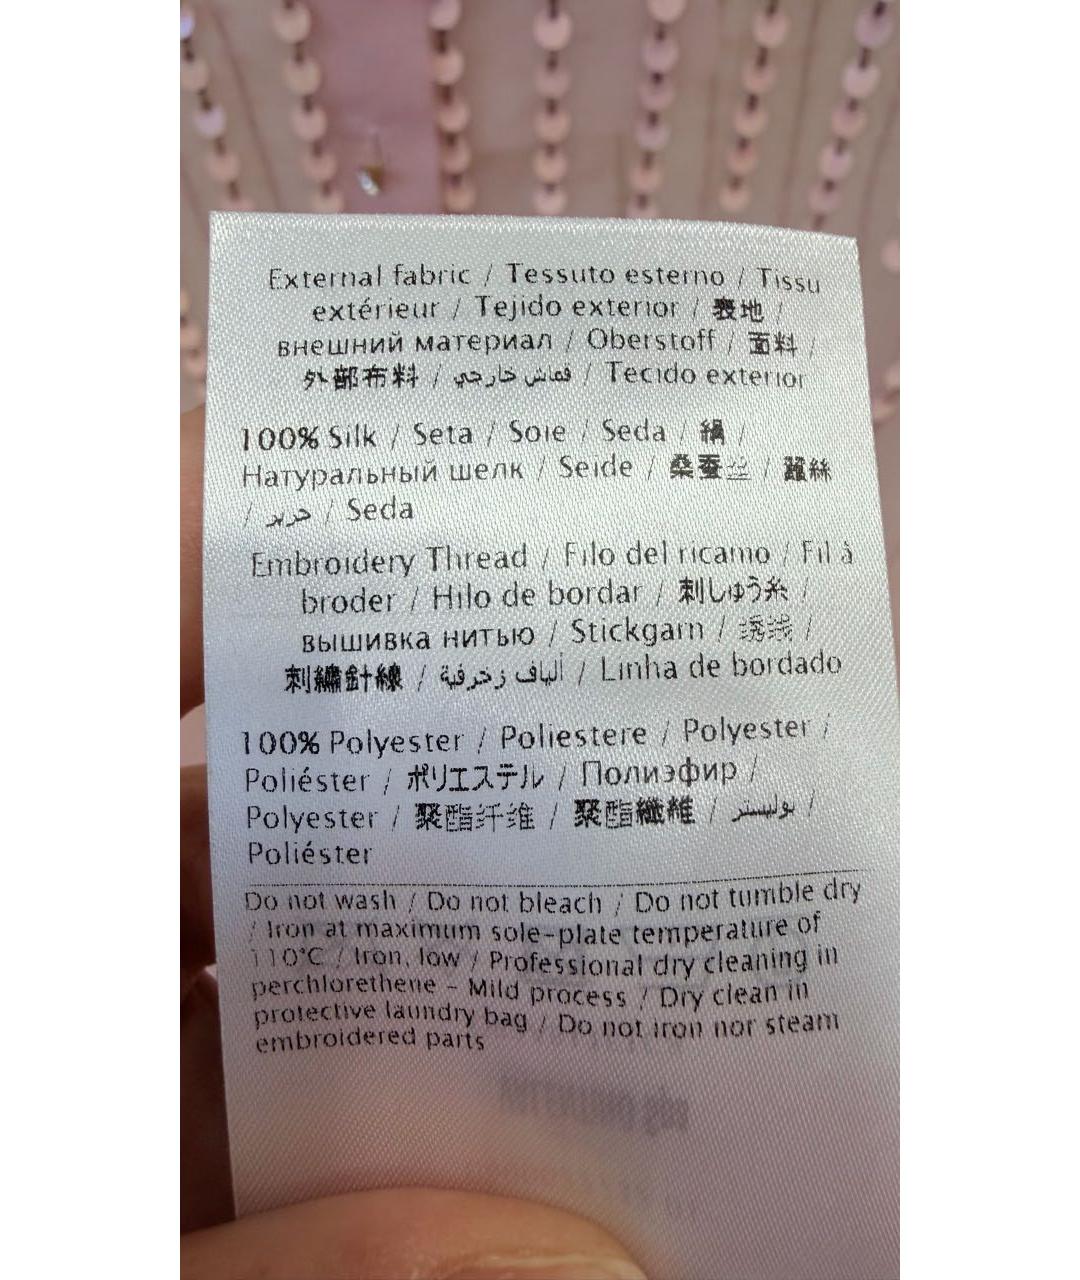 External fabric / Tessuto esterno / Tissu
extérieur / Tejido exterior / 表地 /
внешний материал / Oberstoff / 面料 /
外部布料 / قماش خارجي / Tecido exterior
100% Silk / Seta / Soie / Seda / 絹 /
Натуральный шелк / Seide / 桑蚕丝 / 蠶絲
/ حرير / Seda
Embroidery Thread / Filo del ricamo / Fil à
broder / Hilo de bordar / 刺しゅう糸 /
вышивка нитью / Stickgarn / 绣线 /
刺繡針線 / ألياف زخرفية / Linha de bordado
100% Polyester / Poliestere / Polyester /
Poliéster / ポリエステル / Полиэфир /
Polyester / 聚酯纤维 / 聚酯纖維 / بوليستر /
Poliéster
Do not wash / Do not bleach / Do not tumble dry
/ Iron at maximum sole-plate temperature of
110°C / Iron, low / Professional dry cleaning in
perchlorethene - Mild process / Dry clean in
protective laundry bag / Do not iron nor steam
embroidered parts